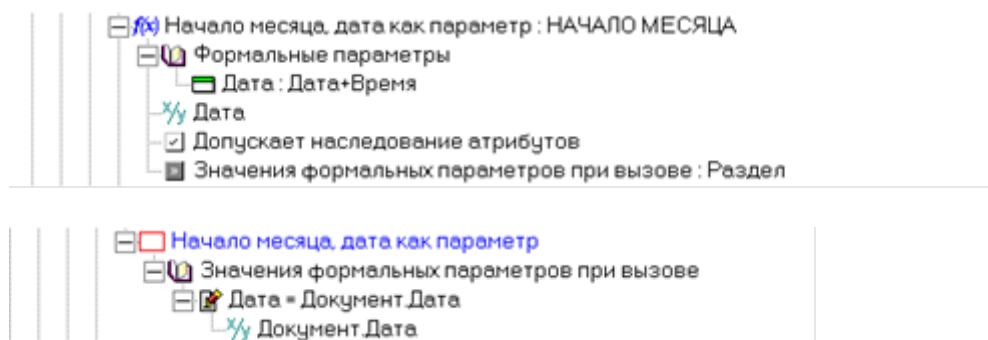 f(x) Начало месяца, дата как параметр : НАЧАЛО МЕСЯЦА
Формальные параметры
Дата : Дата+Время
x/y Дата
Допускает наследование атрибутов
Значения формальных параметров при вызове : Раздел
Начало месяца, дата как параметр
Значения формальных параметров при вызове
Дата = Документ.Дата
x/y Документ.Дата